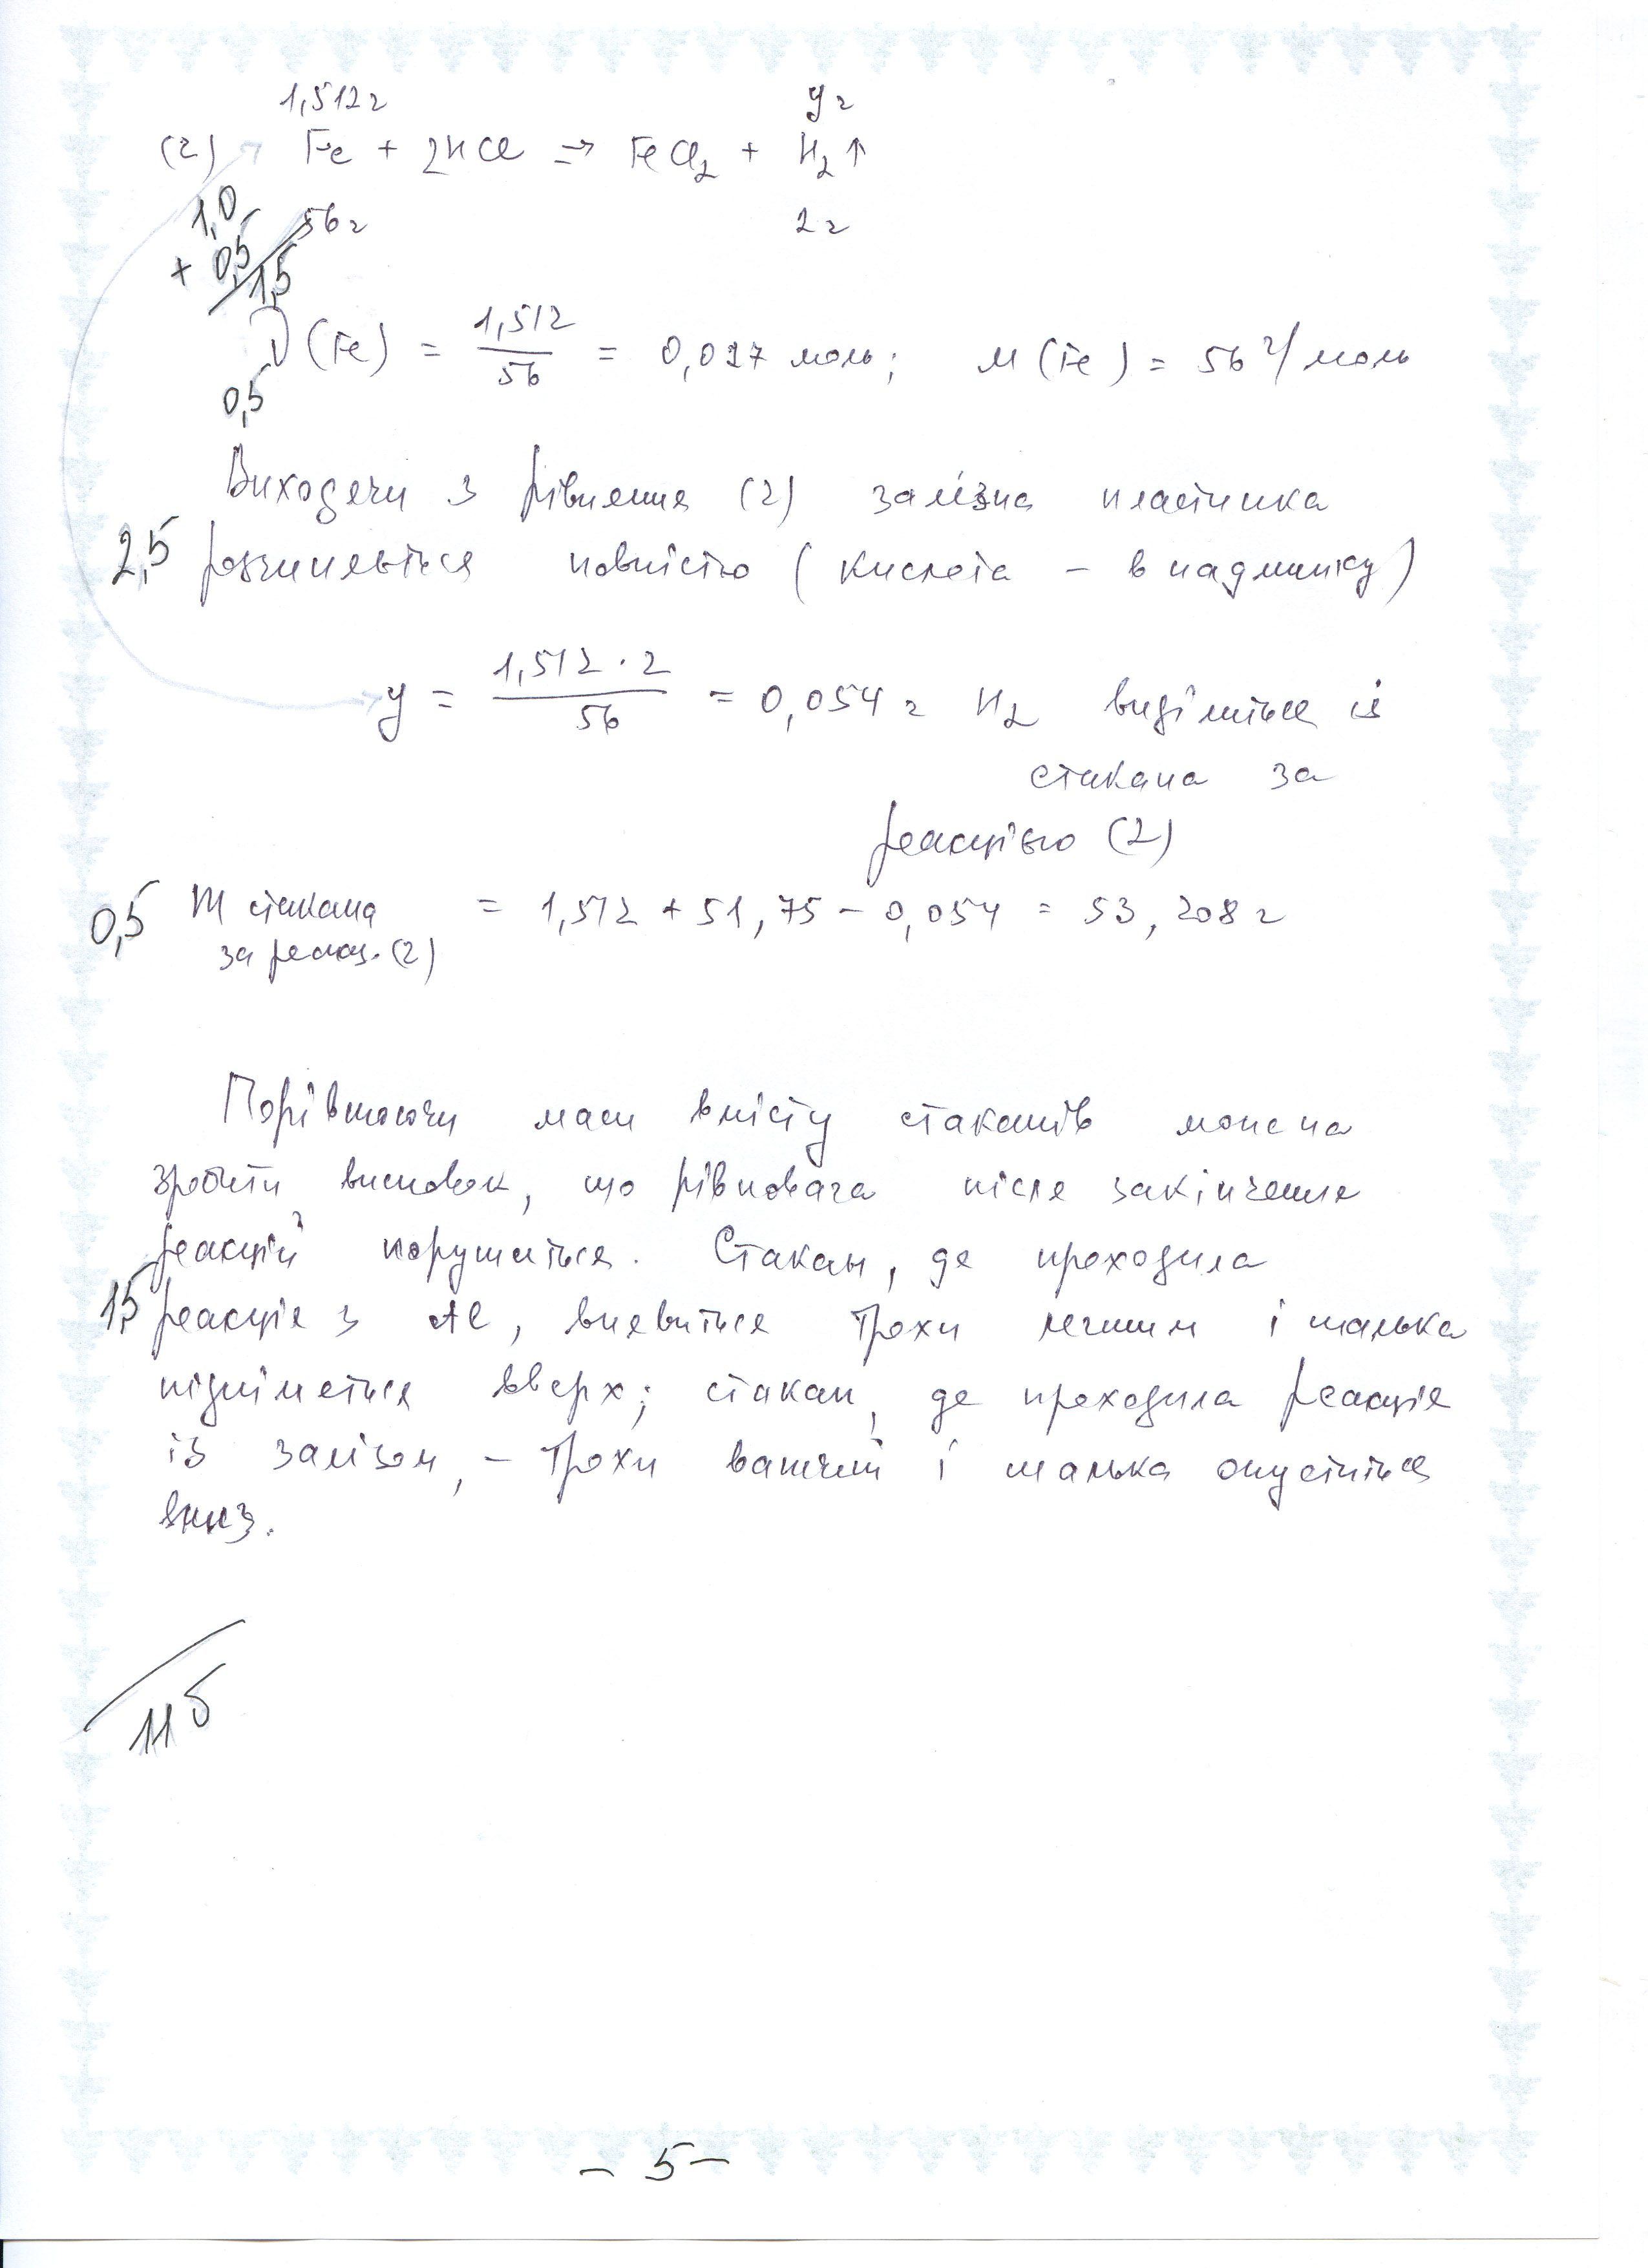 1,512 г у г
(2) Fe + 2HCl => FeCl₂ + H₂↑
1,0 56 г 2 г
+ 0,5
1,5
ν (Fe) = 1,512/56 = 0,027 моль; M (Fe) = 56 г/моль
0,5
Виходячи з рівняння (2) залізна пластинка
2,5 розчиняється повністю (кислота – в надлишку)
у = 1,512 · 2/56 = 0,054 г H₂ виділиться із
стакана за
реакцією (2)
0,5 m стакана = 1,512 + 51,75 – 0,054 = 53,208 г
за реакц. (2)
Порівнюючи маси вмісту стаканів можна
зробити висновок, що рівновага після закінчення
реакцій порушиться. Стакан, де проходила
1,5 реакція з Al, виявиться трохи легшим і шалька
підніметься вверх; стакан, де проходила реакція
із залізом, – трохи важчий і шалька опуститься
вниз.
11 б
– 5 –